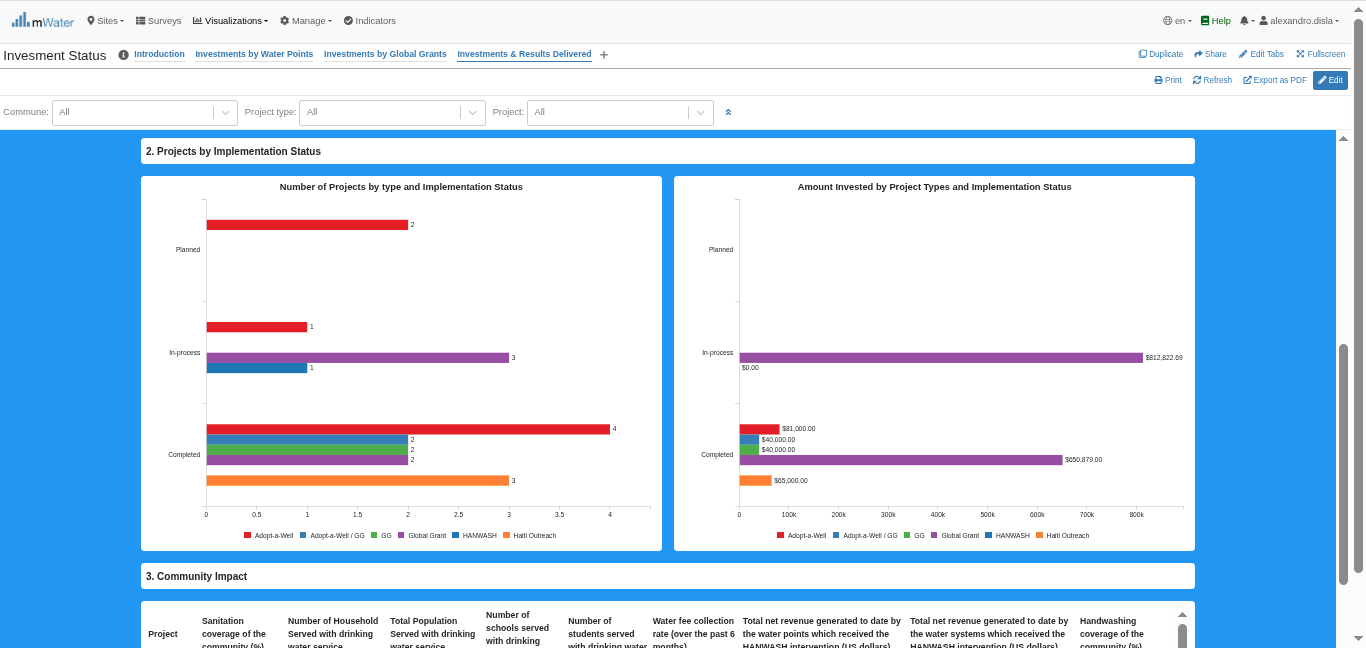 mWater Sites Surveys Visualizations Manage Indicators en Help alexandro.disla
Invesment Status Introduction Investments by Water Points Investments by Global Grants Investments & Results Delivered + Duplicate Share Edit Tabs Fullscreen
Print Refresh Export as PDF Edit
Commune: All Project type: All Project: All
2. Projects by Implementation Status
Number of Projects by type and Implementation Status
Planned
In-process
Completed
2
1
3
1
4
2
2
2
3
0 0.5 1 1.5 2 2.5 3 3.5 4
Adopt-a-Well Adopt-a-Well / GG GG Global Grant HANWASH Haiti Outreach
Amount Invested by Project Types and Implementation Status
Planned
In-process
Completed
$812,822.69
$0.00
$81,000.00
$40,000.00
$40,000.00
$650,879.00
$65,000.00
0 100k 200k 300k 400k 500k 600k 700k 800k
Adopt-a-Well Adopt-a-Well / GG GG Global Grant HANWASH Haiti Outreach
3. Community Impact
Project
Sanitation
coverage of the
community (%)
Number of Household
Served with drinking
water service
Total Population
Served with drinking
water service
Number of
schools served
with drinking
Number of
students served
with drinking water
Water fee collection
rate (over the past 6
months)
Total net revenue generated to date by
the water points which received the
HANWASH intervention (US dollars)
Total net revenue generated to date by
the water systems which received the
HANWASH intervention (US dollars)
Handwashing
coverage of the
community (%)